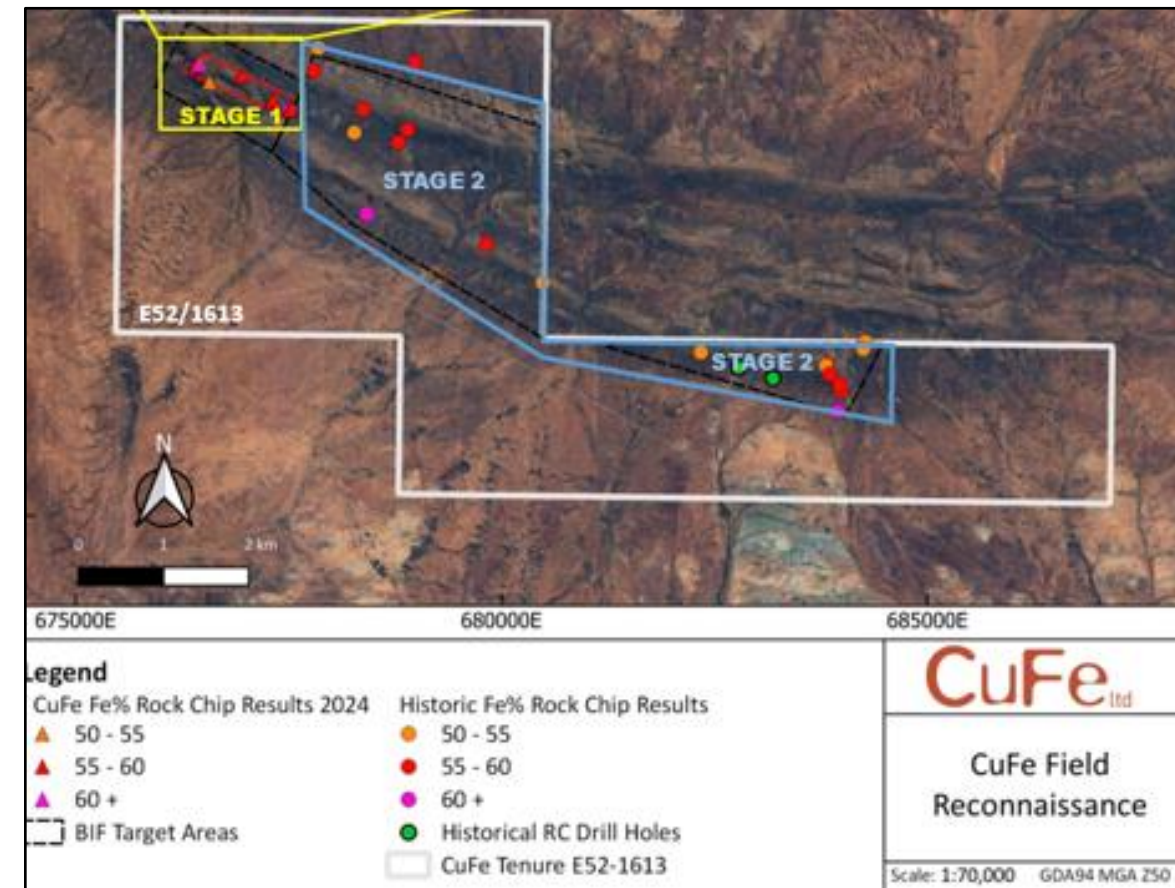 STAGE 1
STAGE 2
E52/1613
STAGE 2
N
0 1 2 km
675000E 680000E 685000E
Legend
CuFe Fe% Rock Chip Results 2024
50 - 55
55 - 60
60 +
BIF Target Areas
Historic Fe% Rock Chip Results
50 - 55
55 - 60
60 +
Historical RC Drill Holes
CuFe Tenure E52-1613
CuFe ltd
CuFe Field
Reconnaissance
Scale: 1:70,000 GDA94 MGA Z50